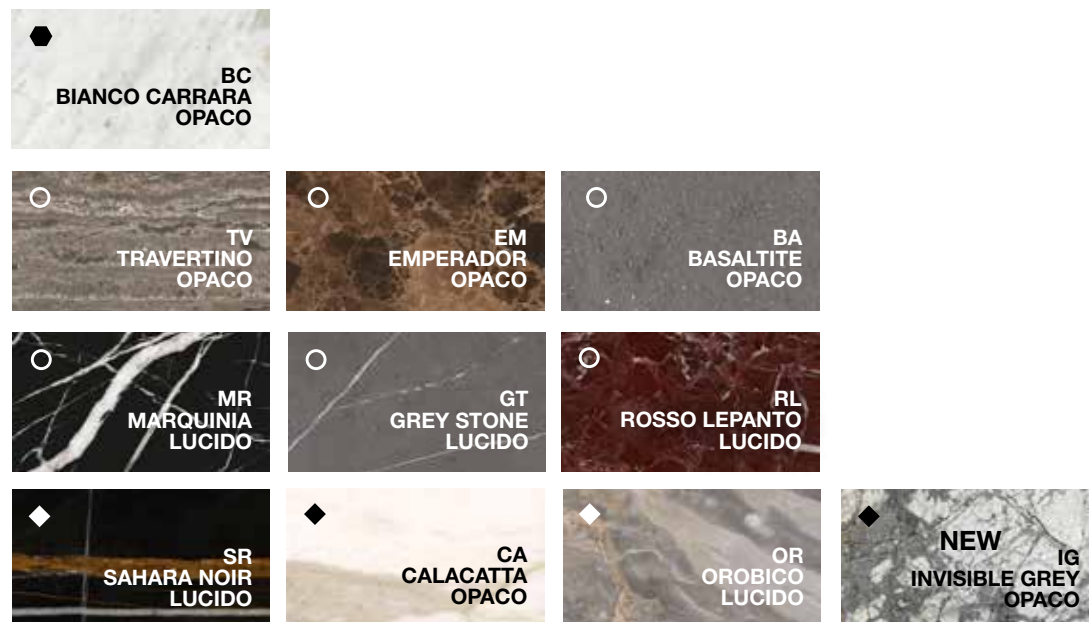 BC
BIANCO CARRARA
OPACO
TV
TRAVERTINO
OPACO
EM
EMPERADOR
OPACO
BA
BASALTITE
OPACO
MR
MARQUINIA
LUCIDO
GT
GREY STONE
LUCIDO
RL
ROSSO LEPANTO
LUCIDO
SR
SAHARA NOIR
LUCIDO
CA
CALACATTA
OPACO
OR
OROBICO
LUCIDO
NEW
IG
INVISIBLE GREY
OPACO